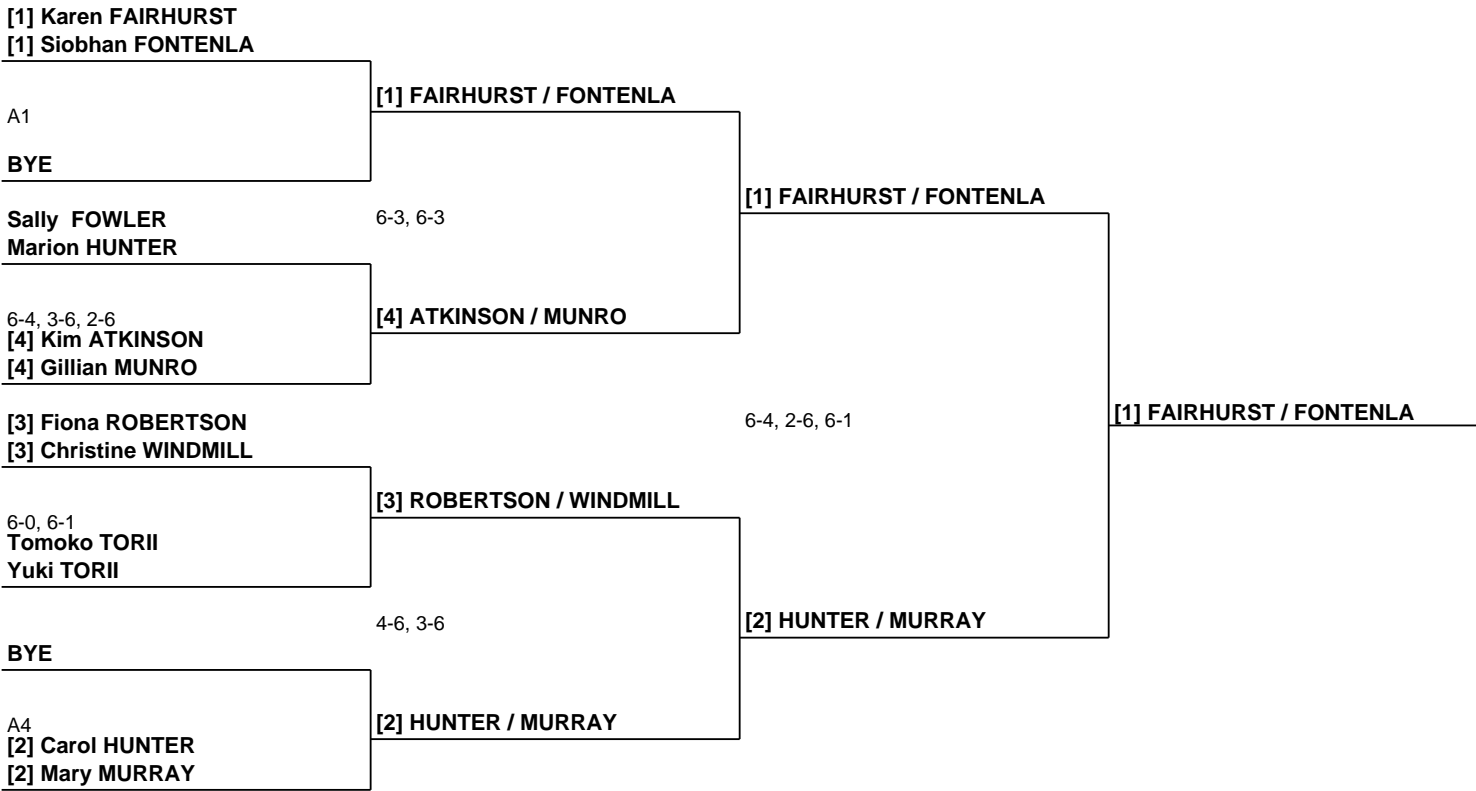 [1] Karen FAIRHURST
[1] Siobhan FONTENLA
A1
BYE
[1] FAIRHURST / FONTENLA
Sally  FOWLER
Marion HUNTER
6-4, 3-6, 2-6
[4] Kim ATKINSON
[4] Gillian MUNRO
6-3, 6-3
[4] ATKINSON / MUNRO
[1] FAIRHURST / FONTENLA
[3] Fiona ROBERTSON
[3] Christine WINDMILL
6-0, 6-1
Tomoko TORII
Yuki TORII
[3] ROBERTSON / WINDMILL
6-4, 2-6, 6-1
[1] FAIRHURST / FONTENLA
BYE
A4
[2] Carol HUNTER
[2] Mary MURRAY
4-6, 3-6
[2] HUNTER / MURRAY
[2] HUNTER / MURRAY